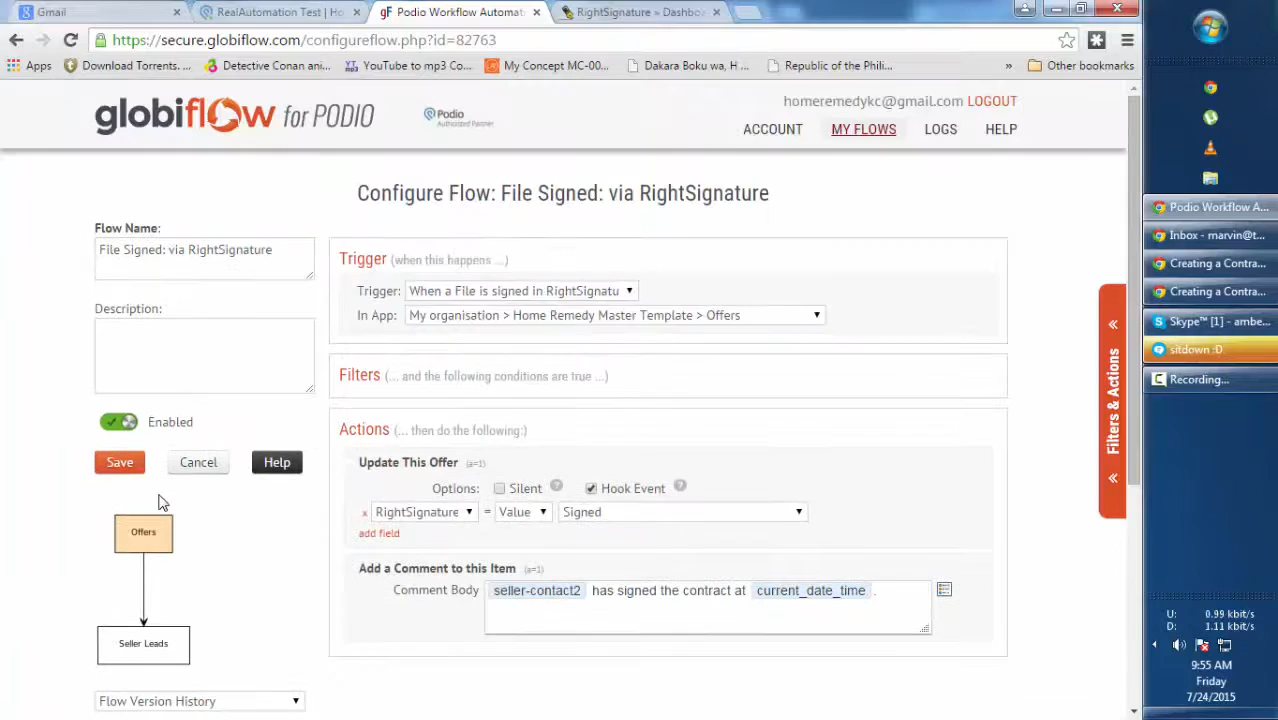 Gmail
RealAutomation Test | Ho
Podio Workflow Automat
RightSignature » Dashboa
https://secure.globiflow.com/configureflow.php?id=82763
Apps
Download Torrents. ...
Detective Conan ani...
YouTube to mp3 Co...
My Concept MC-00...
Dakara Boku wa, H ...
Republic of the Phili...
»
Other bookmarks
globiflow for PODIO
Podio
Authorized Partner
homeremedykc@gmail.com LOGOUT
ACCOUNT
MY FLOWS
LOGS
HELP
Configure Flow: File Signed: via RightSignature
Flow Name:
File Signed: via RightSignature
Description:
Enabled
Save
Cancel
Help
Offers
Seller Leads
Flow Version History
Trigger (when this happens ...)
Trigger: When a File is signed in RightSignatu
In App: My organisation > Home Remedy Master Template > Offers
Filters (... and the following conditions are true ...)
Actions (... then do the following:)
Update This Offer (a=1)
Options: Silent ? Hook Event ?
x RightSignature = Value Signed
add field
Add a Comment to this Item (a=1)
Comment Body seller-contact2 has signed the contract at current_date_time .
« Filters & Actions «
Podio Workflow A...
Inbox - marvin@t...
Creating a Contra...
Creating a Contra...
Skype™ [1] - ambe...
sitdown :D
Recording...
U: 0.99 kbit/s
D: 1.11 kbit/s
9:55 AM
Friday
7/24/2015